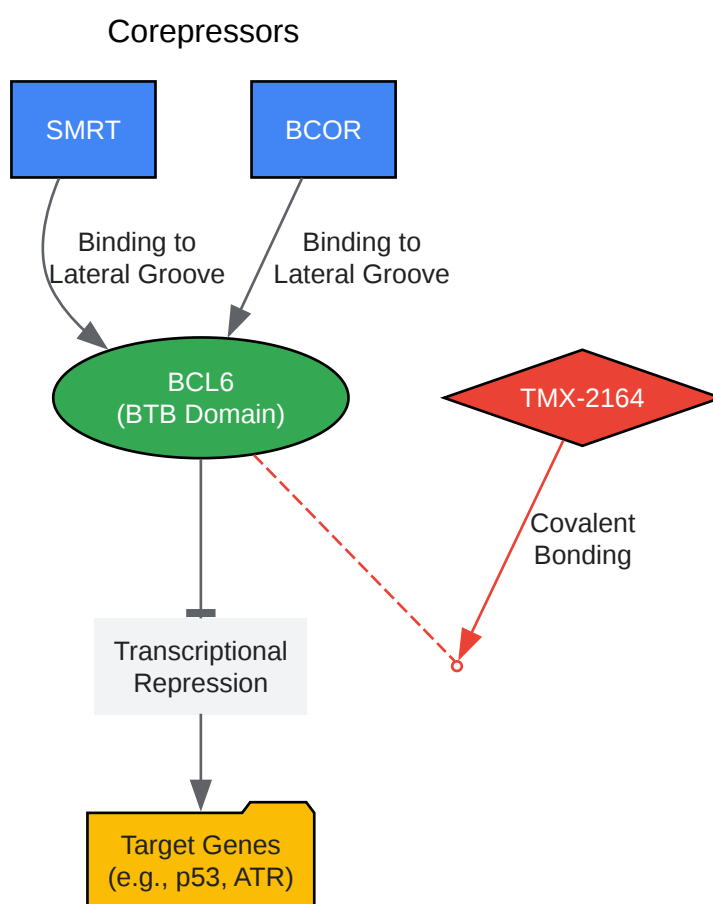 Corepressors
SMRT
BCOR
Binding to
Lateral Groove
Binding to
Lateral Groove
BCL6
(BTB Domain)
TMX-2164
Covalent
Bonding
Transcriptional
Repression
Target Genes
(e.g., p53, ATR)